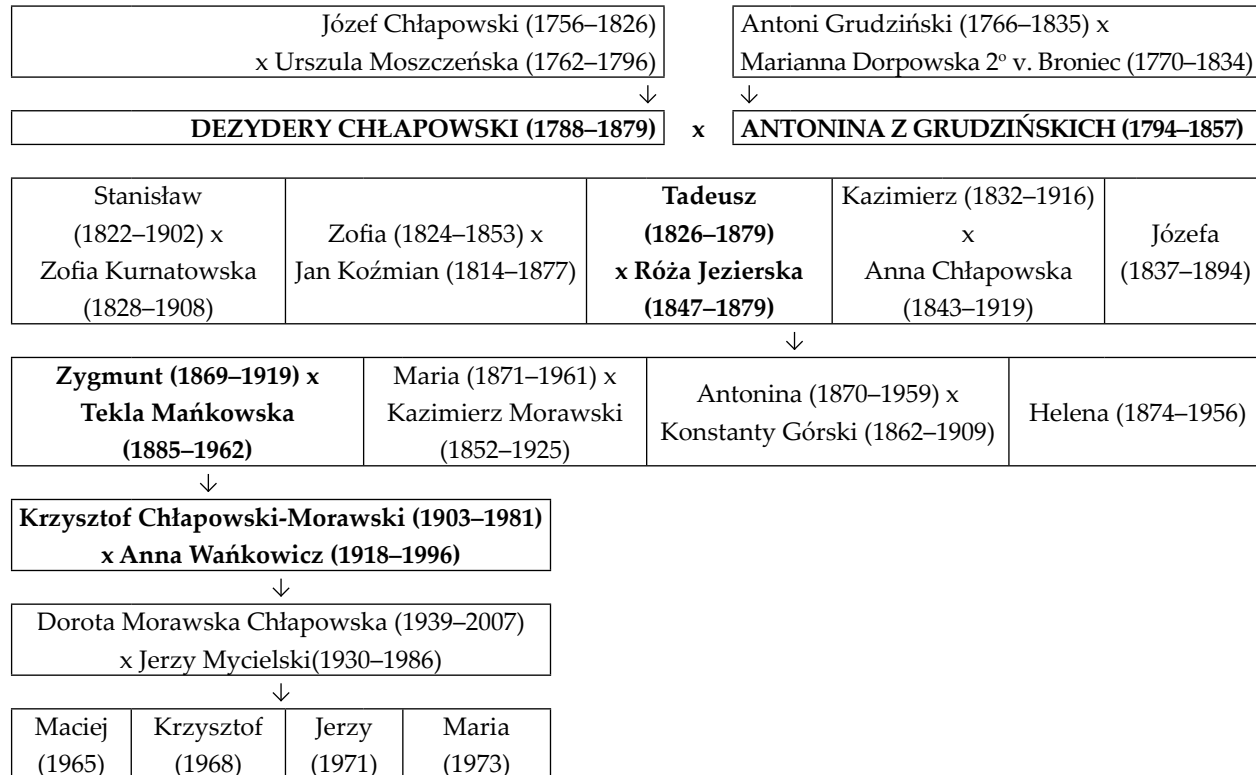 Józef Chłapowski (1756–1826)
x Urszula Moszczeńska (1762–1796)
Antoni Grudziński (1766–1835) x
Marianna Dorpowska 2º v. Broniec (1770–1834)
↓ ↓
DEZYDERY CHŁAPOWSKI (1788–1879) x ANTONINA Z GRUDZIŃSKICH (1794–1857)
Stanisław
(1822–1902) x
Zofia Kurnatowska
(1828–1908)
Zofia (1824–1853) x
Jan Koźmian (1814–1877)
Tadeusz
(1826–1879)
x Róża Jezierska
(1847–1879)
Kazimierz (1832–1916)
x
Anna Chłapowska
(1843–1919)
Józefa
(1837–1894)
↓
Zygmunt (1869–1919) x
Tekla Mańkowska
(1885–1962)
Maria (1871–1961) x
Kazimierz Morawski
(1852–1925)
Antonina (1870–1959) x
Konstanty Górski (1862–1909)
Helena (1874–1956)
↓
Krzysztof Chłapowski-Morawski (1903–1981)
x Anna Wańkowicz (1918–1996)
↓
Dorota Morawska Chłapowska (1939–2007)
x Jerzy Mycielski(1930–1986)
↓
Maciej
(1965)
Krzysztof
(1968)
Jerzy
(1971)
Maria
(1973)